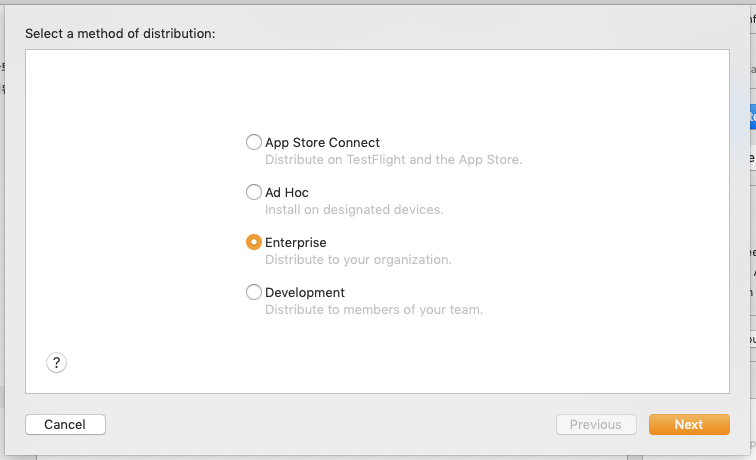 Select a method of distribution:
App Store Connect
Distribute on TestFlight and the App Store.
Ad Hoc
Install on designated devices.
Enterprise
Distribute to your organization.
Development
Distribute to members of your team.
?
Cancel
Previous
Next